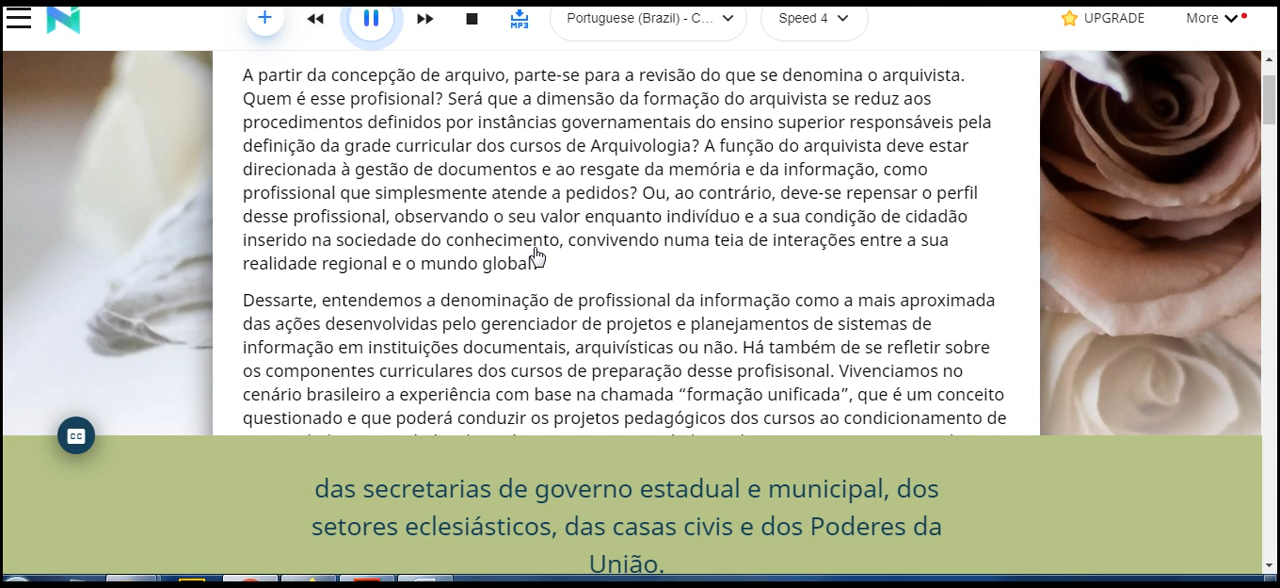 MP3
Portuguese (Brazil) - C...
Speed 4
UPGRADE
More
A partir da concepção de arquivo, parte-se para a revisão do que se denomina o arquivista.
Quem é esse profisional? Será que a dimensão da formação do arquivista se reduz aos
procedimentos definidos por instâncias governamentais do ensino superior responsáveis pela
definição da grade curricular dos cursos de Arquivologia? A função do arquivista deve estar
direcionada à gestão de documentos e ao resgate da memória e da informação, como
profissional que simplesmente atende a pedidos? Ou, ao contrário, deve-se repensar o perfil
desse profissional, observando o seu valor enquanto indivíduo e a sua condição de cidadão
inserido na sociedade do conhecimento, convivendo numa teia de interações entre a sua
realidade regional e o mundo global.
Dessarte, entendemos a denominação de profissional da informação como a mais aproximada
das ações desenvolvidas pelo gerenciador de projetos e planejamentos de sistemas de
informação em instituições documentais, arquivísticas ou não. Há também de se refletir sobre
os componentes curriculares dos cursos de preparação desse profisisonal. Vivenciamos no
cenário brasileiro a experiência com base na chamada “formação unificada”, que é um conceito
questionado e que poderá conduzir os projetos pedagógicos dos cursos ao condicionamento de
CC
das secretarias de governo estadual e municipal, dos
setores eclesiásticos, das casas civis e dos Poderes da
União.